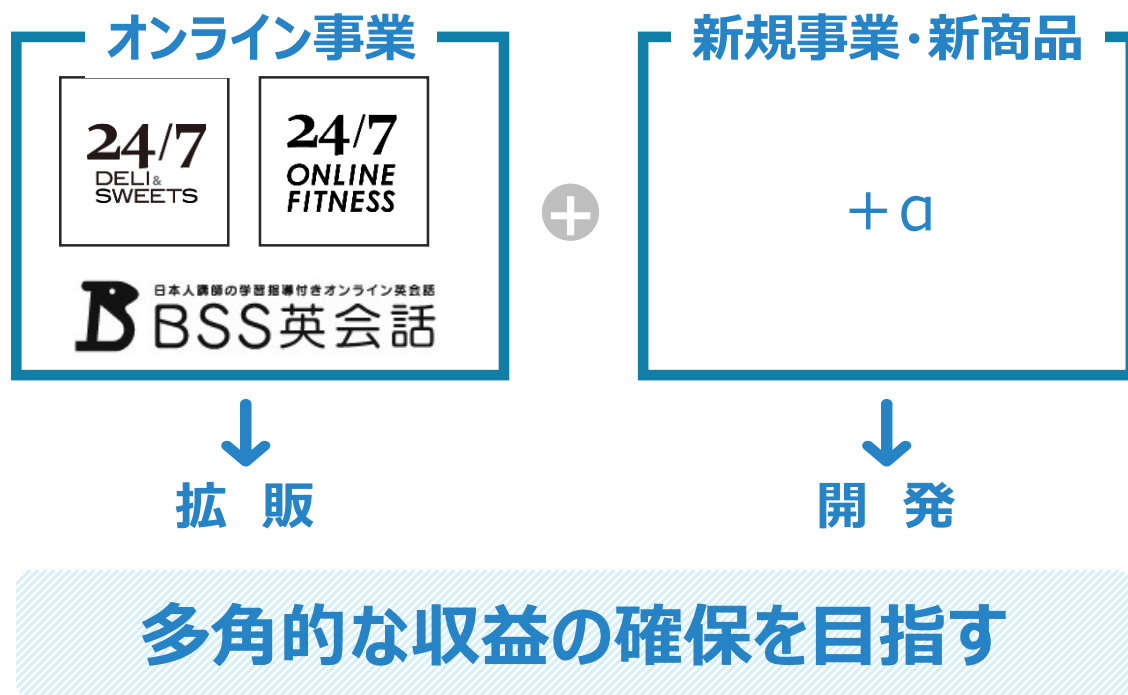 オンライン事業
新規事業・新商品
24/7
DELI&
SWEETS
24/7
ONLINE
FITNESS
日本人講師の学習指導付きオンライン英会話
BSS英会話
＋α
拡 販
開 発
多角的な収益の確保を目指す